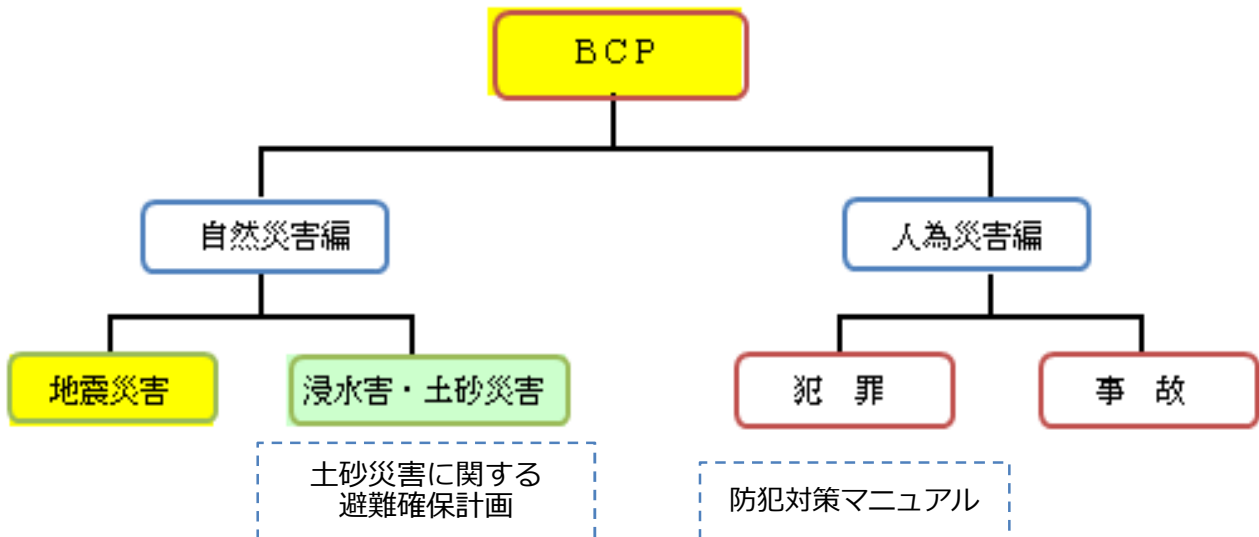 ＢＣＰ
自然災害編
人為災害編
地震災害
浸水害・土砂災害
犯　罪
事　故
土砂災害に関する
避難確保計画
防犯対策マニュアル